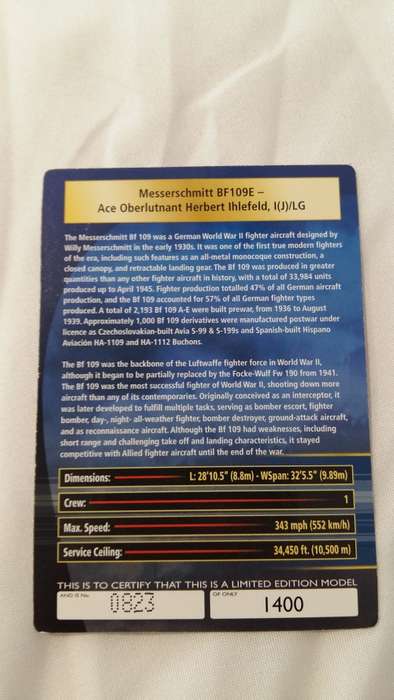 Messerschmitt BF109E –
Ace Oberlutnant Herbert Ihlefeld, I(J)/LG
The Messerschmitt Bf 109 was a German World War II fighter aircraft designed by
Willy Messerschmitt in the early 1930s. It was one of the first true modern fighters
of the era, including such features as an all-metal monocoque construction, a
closed canopy, and retractable landing gear. The Bf 109 was produced in greater
quantities than any other fighter aircraft in history, with a total of 33,984 units
produced up to April 1945. Fighter production totalled 47% of all German aircraft
production, and the Bf 109 accounted for 57% of all German fighter types
produced. A total of 2,193 Bf 109 A-E were built prewar, from 1936 to August
1939. Approximately 1,000 Bf 109 derivatives were manufactured postwar under
licence as Czechoslovakian-built Avia S-99 & S-199s and Spanish-built Hispano
Aviación HA-1109 and HA-1112 Buchons.
The Bf 109 was the backbone of the Luftwaffe fighter force in World War II,
although it began to be partially replaced by the Focke-Wulf Fw 190 from 1941.
The Bf 109 was the most successful fighter of World War II, shooting down more
aircraft than any of its contemporaries. Originally conceived as an interceptor, it
was later developed to fulfill multiple tasks, serving as bomber escort, fighter
bomber, day-, night- all-weather fighter, bomber destroyer, ground-attack aircraft,
and as reconnaissance aircraft. Although the Bf 109 had weaknesses, including
short range and challenging take off and landing characteristics, it stayed
competitive with Allied fighter aircraft until the end of the war.
Dimensions: L: 28'10.5" (8.8m) - WSpan: 32'5.5" (9.89m)
Crew: 1
Max. Speed: 343 mph (552 km/h)
Service Ceiling: 34,450 ft. (10,500 m)
THIS IS TO CERTIFY THAT THIS IS A LIMITED EDITION MODEL
AND IS No. 0823 OF ONLY 1400